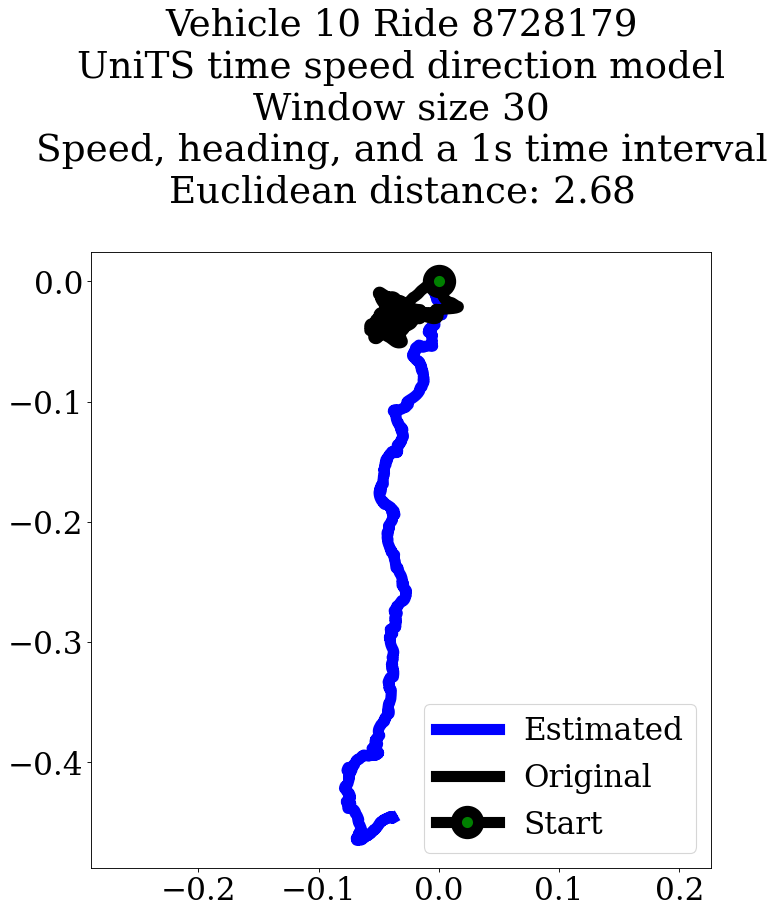 Vehicle 10 Ride 8728179
UniTS time speed direction model
Window size 30
Speed, heading, and a 1s time interval
Euclidean distance: 2.68
0.0
−0.1
−0.2
−0.3
−0.4
Estimated
Original
Start
−0.2 −0.1 0.0 0.1 0.2